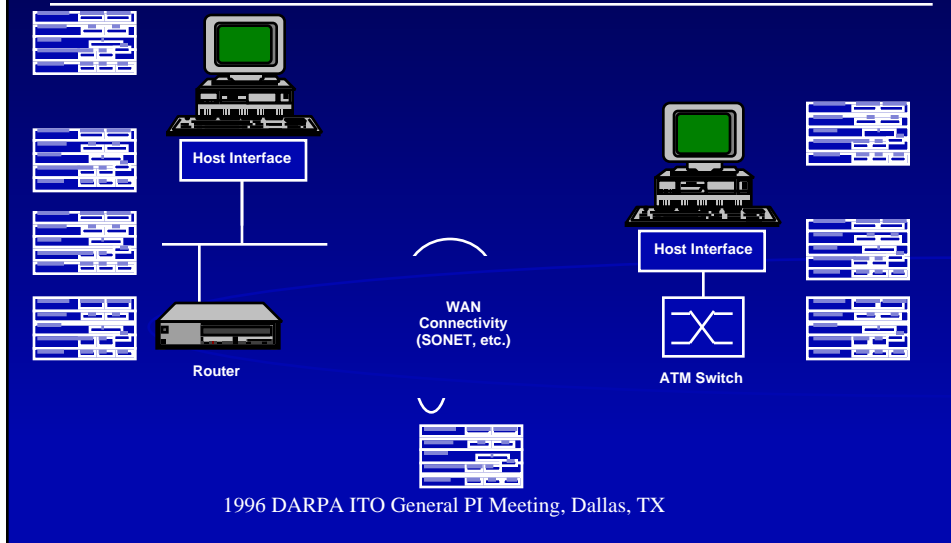 Host Interface
Host Interface
WAN
Connectivity
(SONET, etc.)
Router
ATM Switch
1996 DARPA ITO General PI Meeting, Dallas, TX